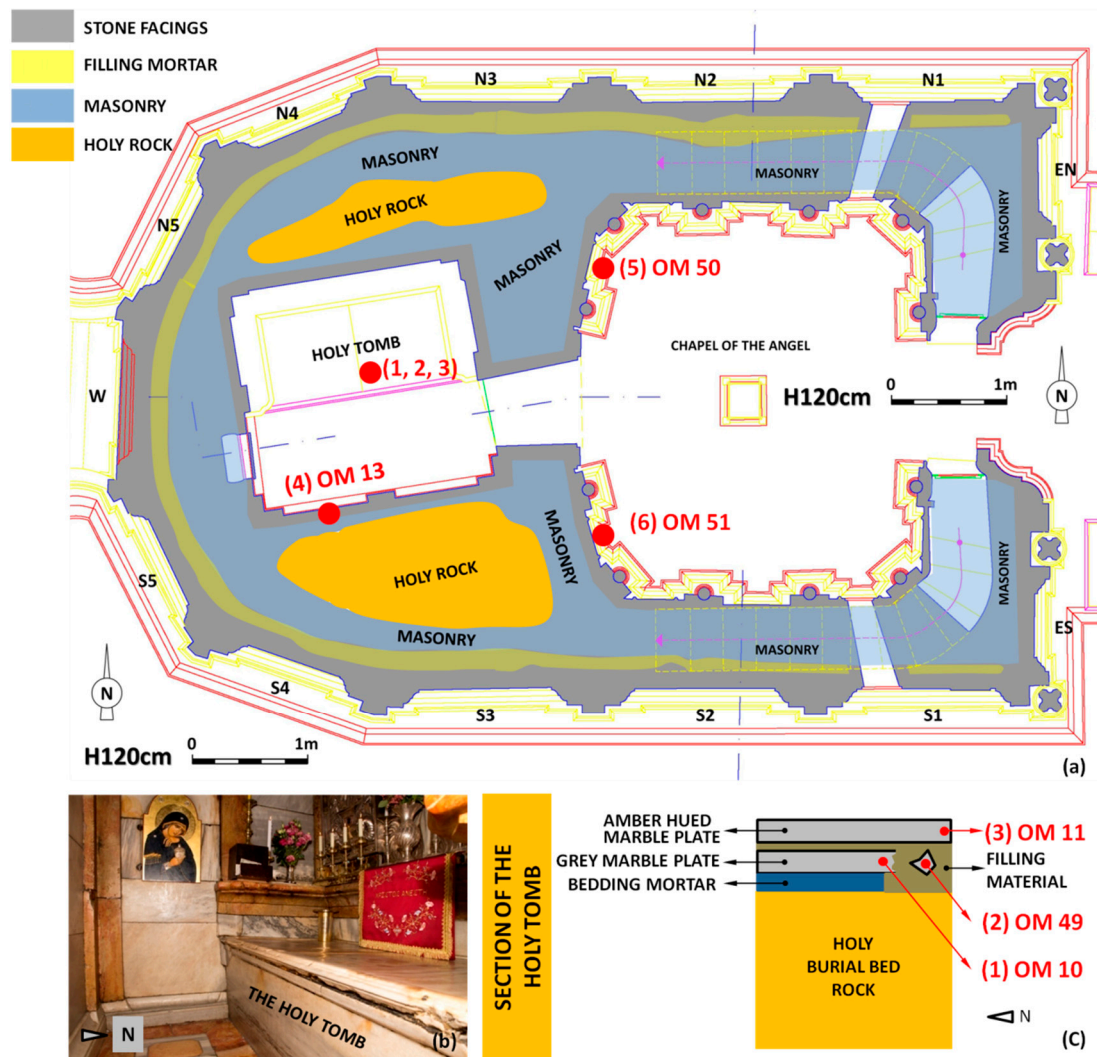 STONE FACINGS
FILLING MORTAR
MASONRY
HOLY ROCK
N3
N2
N1
N4
N5
EN
MASONRY
MASONRY
MASONRY
HOLY ROCK
MASONRY
(5) OM 50
HOLY TOMB
(1, 2, 3)
CHAPEL OF THE ANGEL
H120cm
0
1m
N
W
(4) OM 13
(6) OM 51
MASONRY
HOLY ROCK
MASONRY
S5
MASONRY
MASONRY
ES
N
S4
S3
S2
S1
H120cm
0
1m
(a)
THE HOLY TOMB
N
(b)
SECTION OF THE
HOLY TOMB
AMBER HUED
MARBLE PLATE
(3) OM 11
GREY MARBLE PLATE
FILLING
MATERIAL
BEDDING MORTAR
(2) OM 49
HOLY
BURIAL BED
ROCK
(1) OM 10
N
(C)